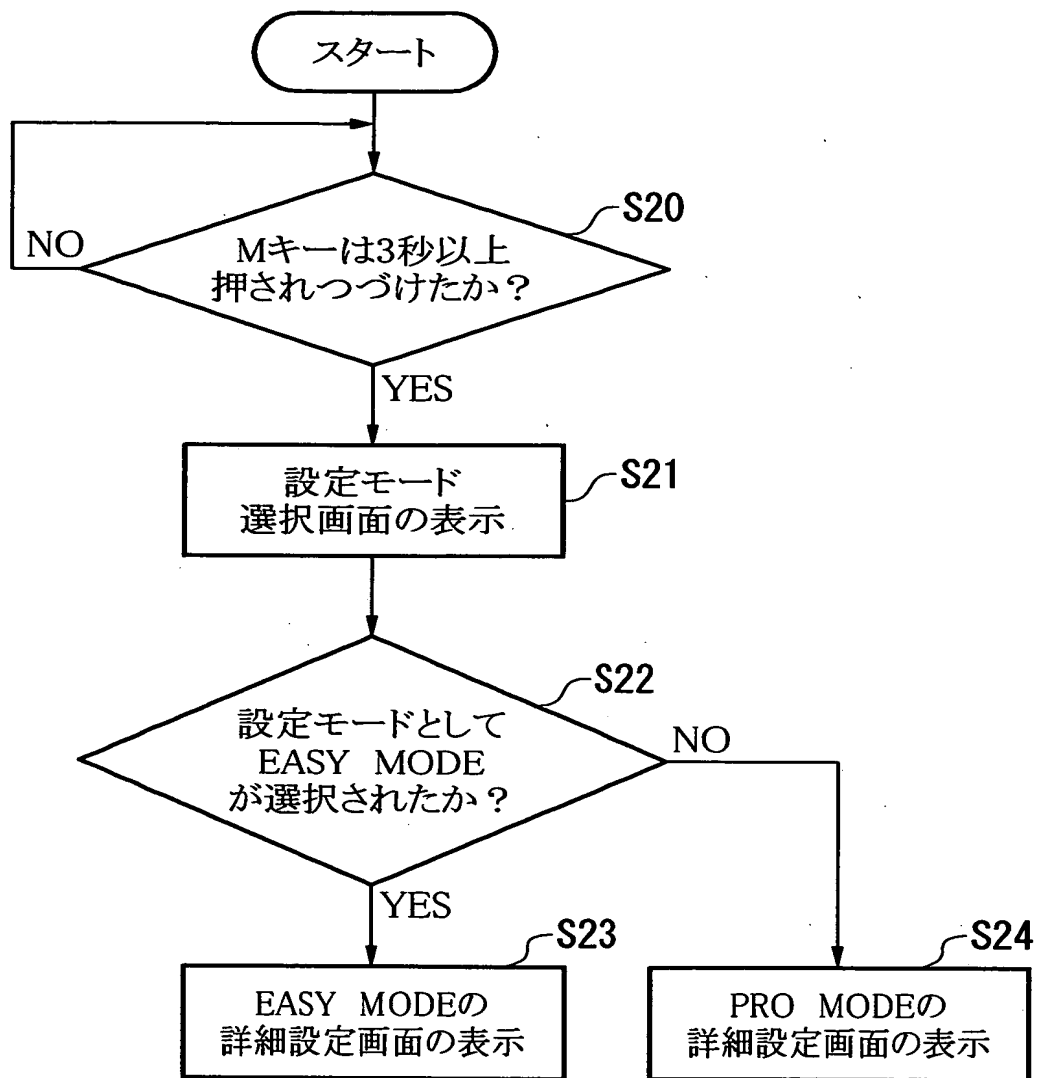 スタート
S20
NO
Mキーは3秒以上
押されつづけたか？
YES
設定モード
選択画面の表示
S21
S22
設定モードとして
EASY MODE
が選択されたか？
NO
YES
S23
EASY MODEの
詳細設定画面の表示
S24
PRO MODEの
詳細設定画面の表示